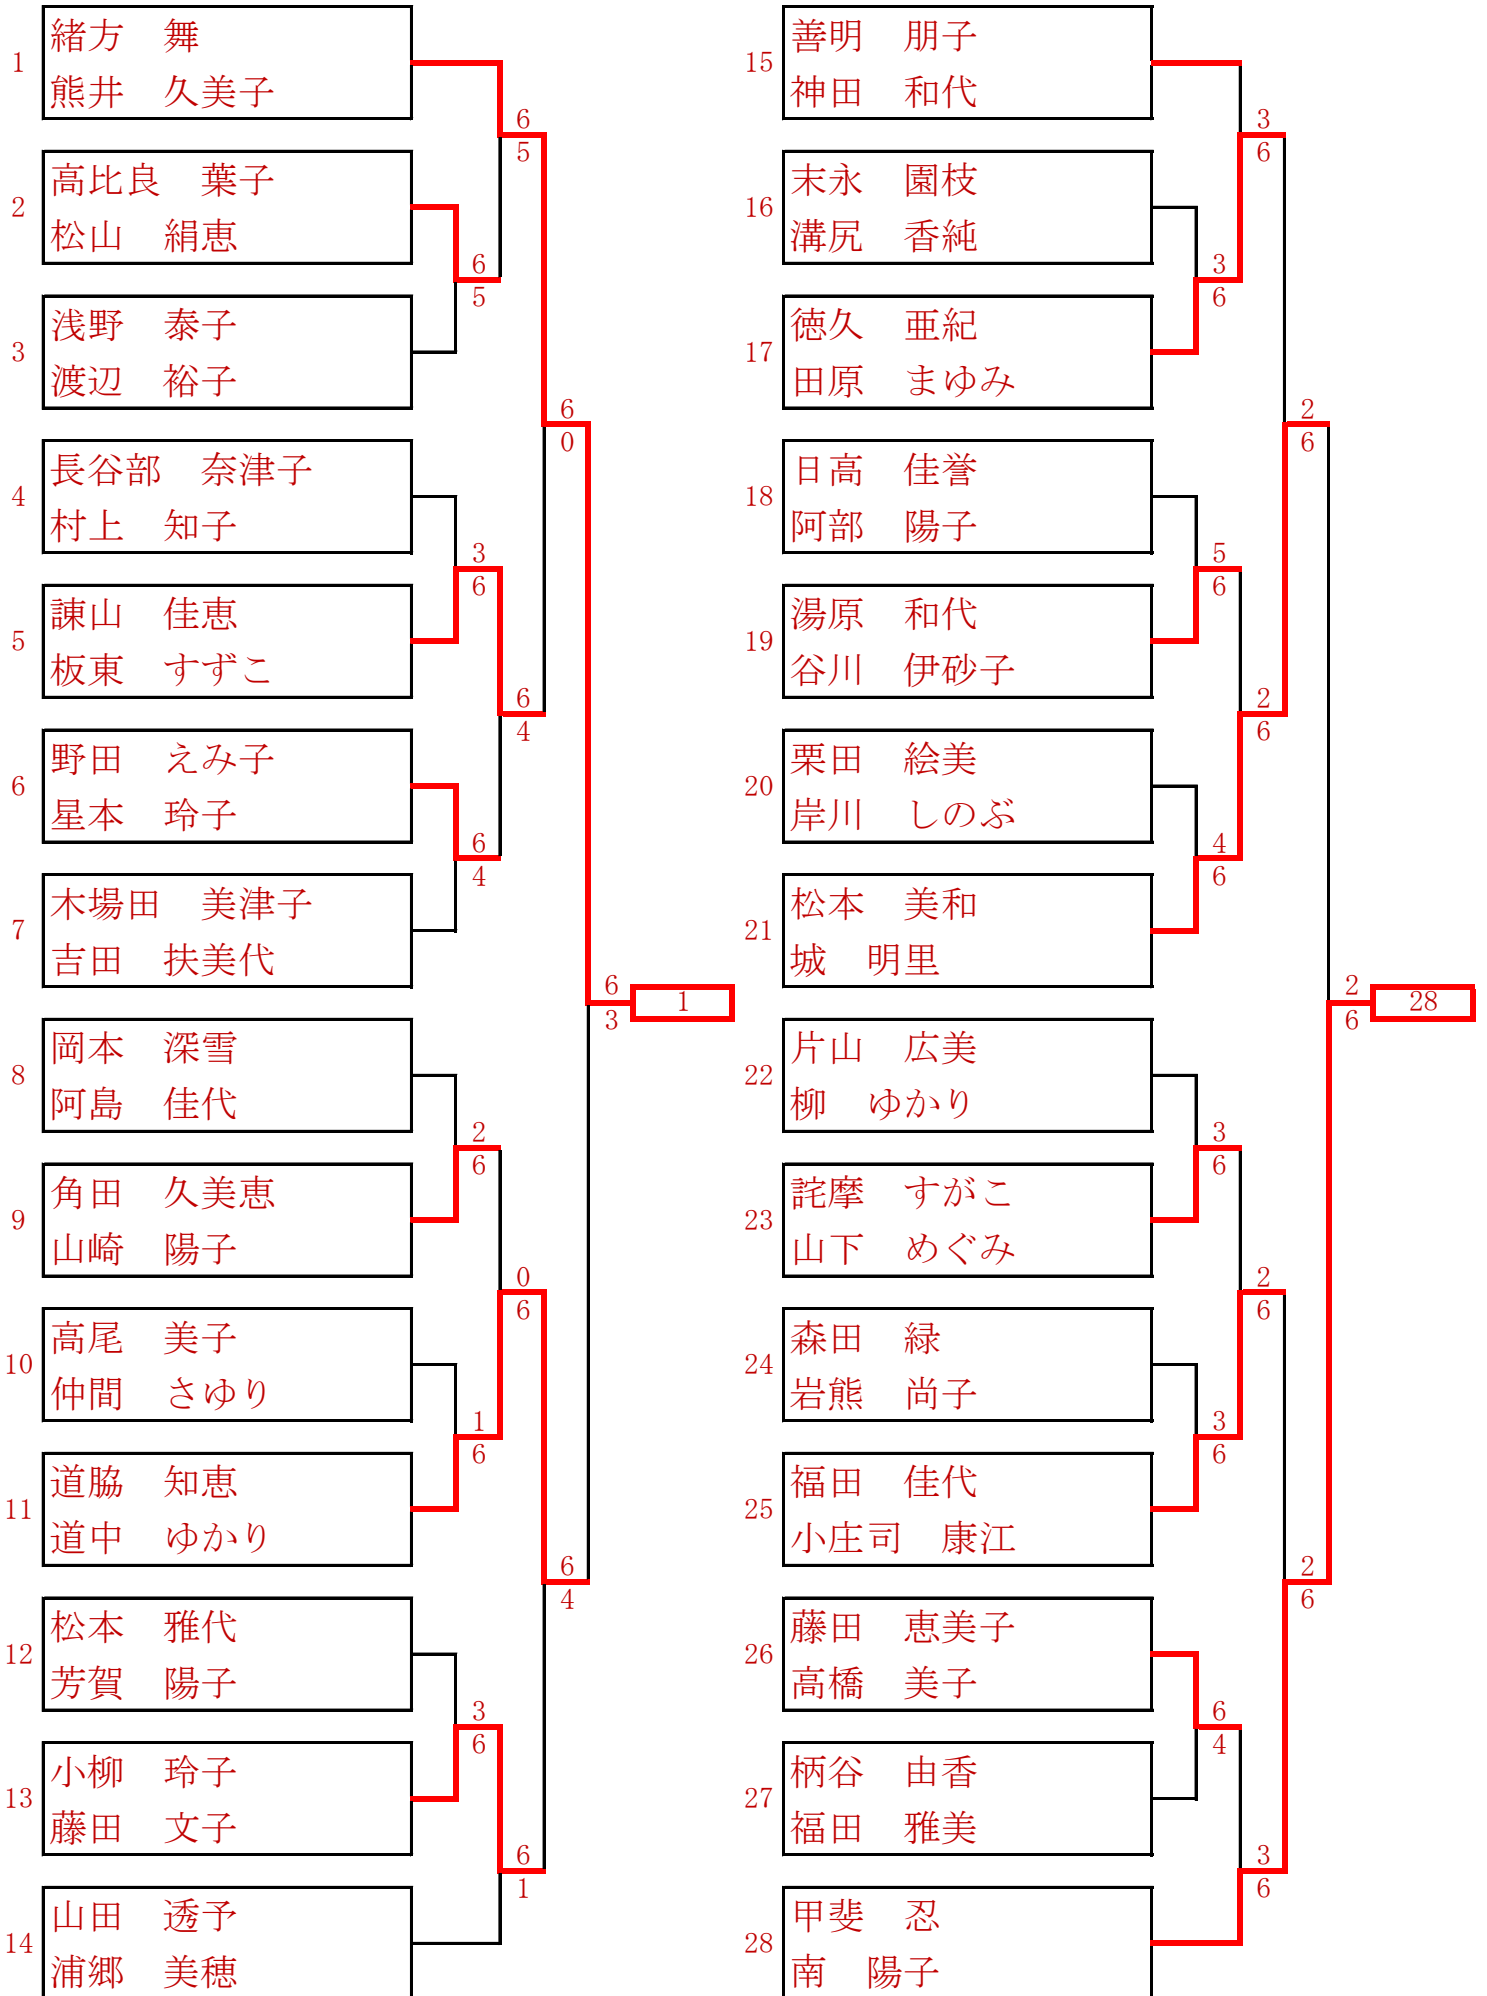 1
緒方　舞
熊井　久美子
2
高比良　葉子
松山　絹恵
3
浅野　泰子
渡辺　裕子
4
長谷部　奈津子
村上　知子
5
諌山　佳恵
板東　すずこ
6
野田　えみ子
星本　玲子
7
木場田　美津子
吉田　扶美代
8
岡本　深雪
阿島　佳代
9
角田　久美恵
山崎　陽子
10
高尾　美子
仲間　さゆり
11
道脇　知恵
道中　ゆかり
12
松本　雅代
芳賀　陽子
13
小柳　玲子
藤田　文子
14
山田　透予
浦郷　美穂
6
5
6
5
6
0
3
6
6
4
6
4
6
3
1
2
6
0
6
1
6
6
4
3
6
6
1
15
善明　朋子
神田　和代
16
末永　園枝
溝尻　香純
17
徳久　亜紀
田原　まゆみ
18
日高　佳誉
阿部　陽子
19
湯原　和代
谷川　伊砂子
20
栗田　絵美
岸川　しのぶ
21
松本　美和
城　明里
22
片山　広美
柳　ゆかり
23
詫摩　すがこ
山下　めぐみ
24
森田　緑
岩熊　尚子
25
福田　佳代
小庄司　康江
26
藤田　恵美子
高橋　美子
27
柄谷　由香
福田　雅美
28
甲斐　忍
南　陽子
3
6
3
6
2
6
5
6
2
6
4
6
2
6
28
3
6
2
6
3
6
2
6
6
4
3
6